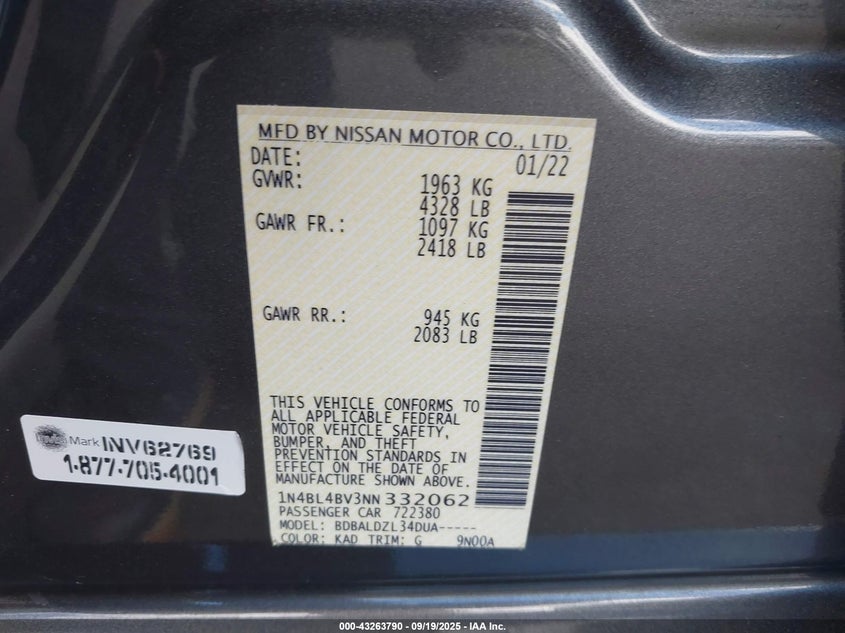 MFD BY NISSAN MOTOR CO., LTD.
DATE: 01/22
GVWR: 1963 KG
4328 LB
GAWR FR.: 1097 KG
2418 LB
GAWR RR.: 945 KG
2083 LB
THIS VEHICLE CONFORMS TO
ALL APPLICABLE FEDERAL
MOTOR VEHICLE SAFETY,
BUMPER, AND THEFT
PREVENTION STANDARDS IN
EFFECT ON THE DATE OF
MANUFACTURE SHOWN ABOVE.
1N4BL4BV3NN332062
PASSENGER CAR 722380
MODEL: BDBALDZL34DUA-----
COLOR: KAD TRIM: G 9N00A
Mark INV62769
1-877-705-4001
000-43263790 - 09/19/2025 - IAA Inc.